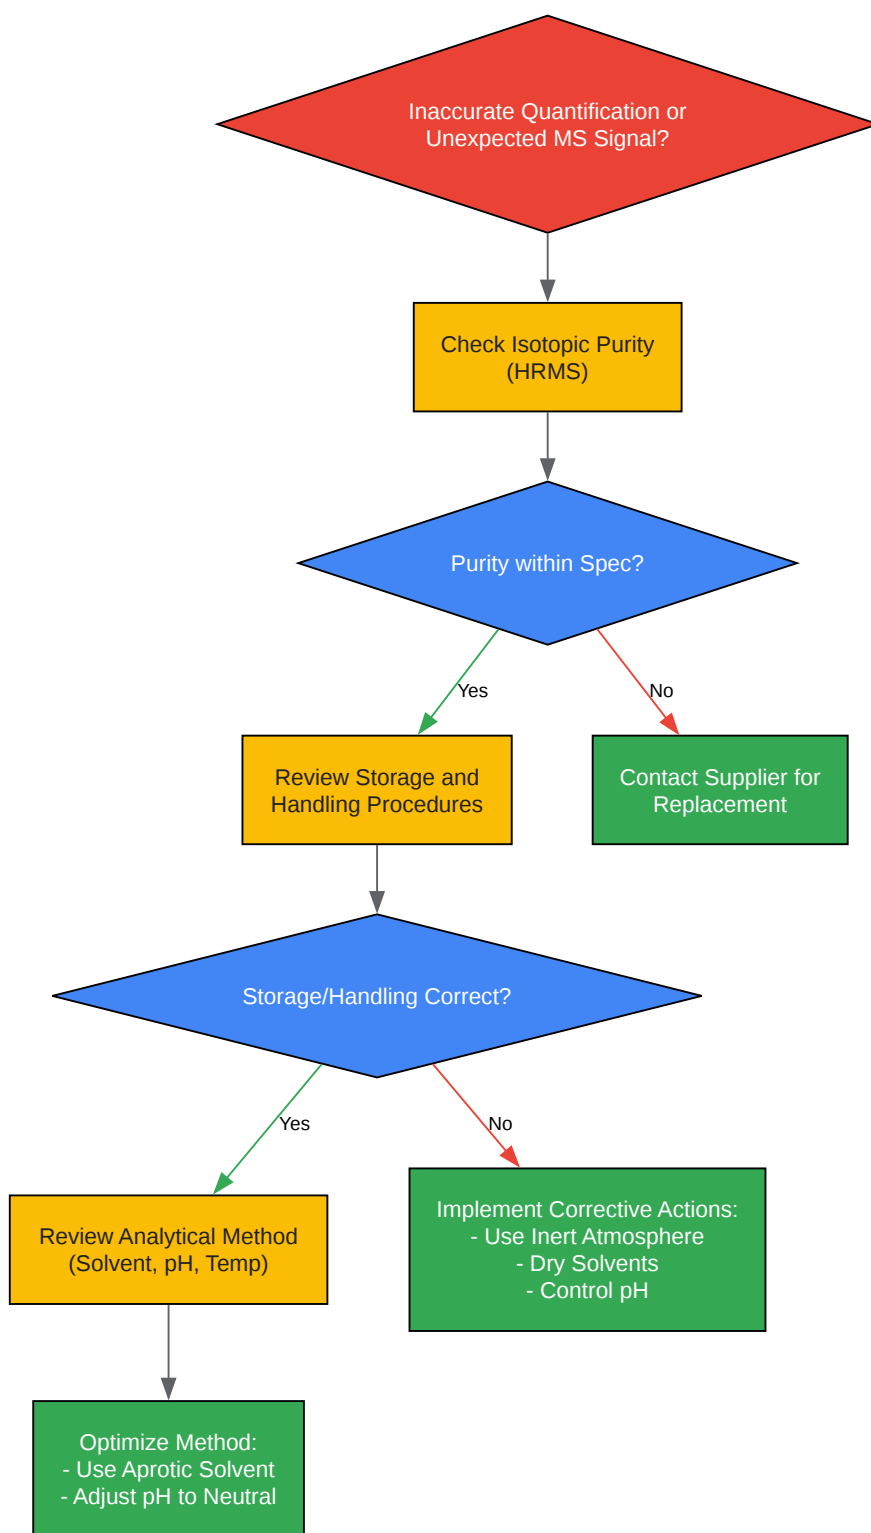 Inaccurate Quantification or
Unexpected MS Signal?
Check Isotopic Purity
(HRMS)
Purity within Spec?
Yes
No
Review Storage and
Handling Procedures
Contact Supplier for
Replacement
Storage/Handling Correct?
Yes
No
Review Analytical Method
(Solvent, pH, Temp)
Implement Corrective Actions:
- Use Inert Atmosphere
- Dry Solvents
- Control pH
Optimize Method:
- Use Aprotic Solvent
- Adjust pH to Neutral